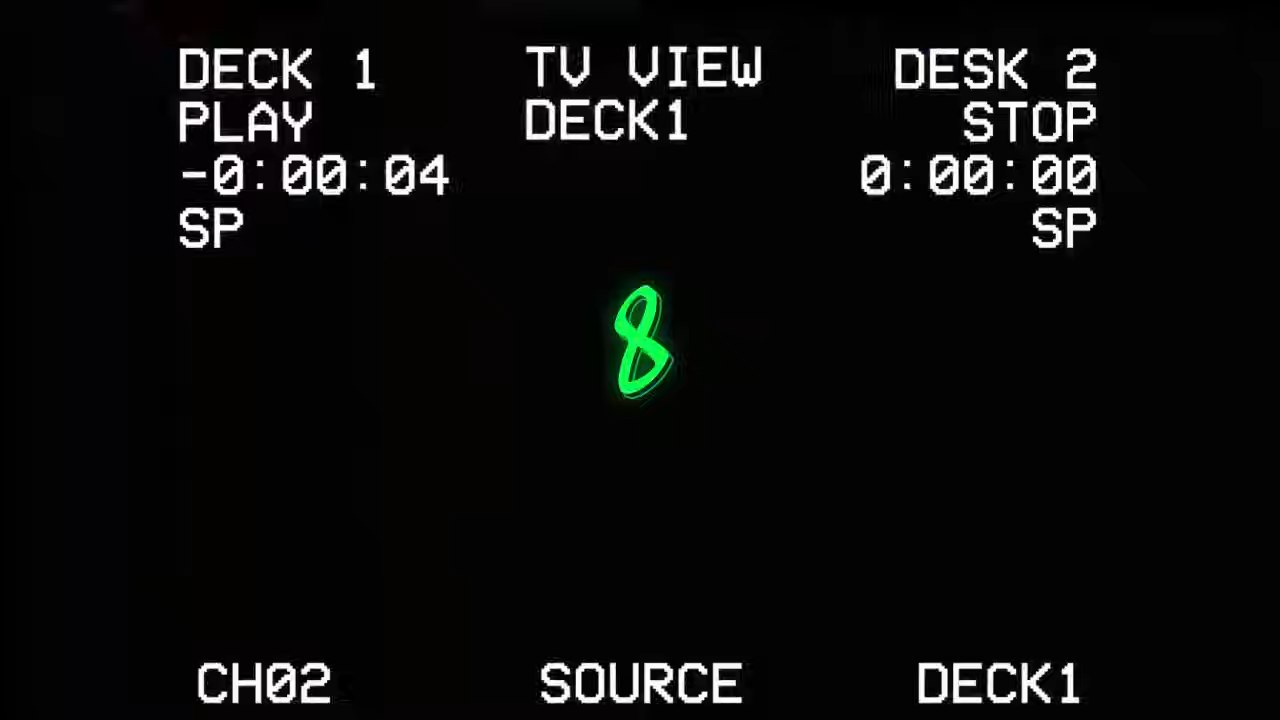 DECK 1 TV VIEW DESK 2
PLAY DECK1 STOP
-0:00:04 0:00:00
SP SP
8
CH02 SOURCE DECK1